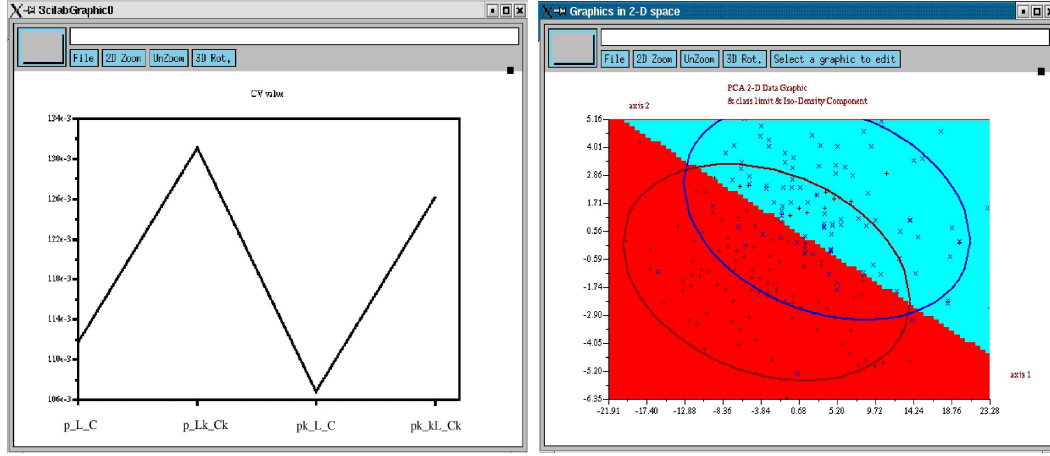 ScilabGraphic0
File 2D Zoom UnZoom 3D Rot.
CV value
134e-3
130e-3
126e-3
122e-3
118e-3
114e-3
110e-3
106e-3
p_L_C p_Lk_Ck pk_L_C pk_kL_Ck
Graphics in 2-D space
File 2D Zoom UnZoom 3D Rot. Select a graphic to edit
PCA 2-D Data Graphic
& class limit & Iso-Density Component
axis 2
5.16
4.01
2.86
1.71
0.56
-0.59
-1.74
-2.90
-4.05
-5.20
-6.35
axis 1
-21.91 -17.40 -12.88 -8.36 -3.84 0.68 5.20 9.72 14.24 18.76 23.28